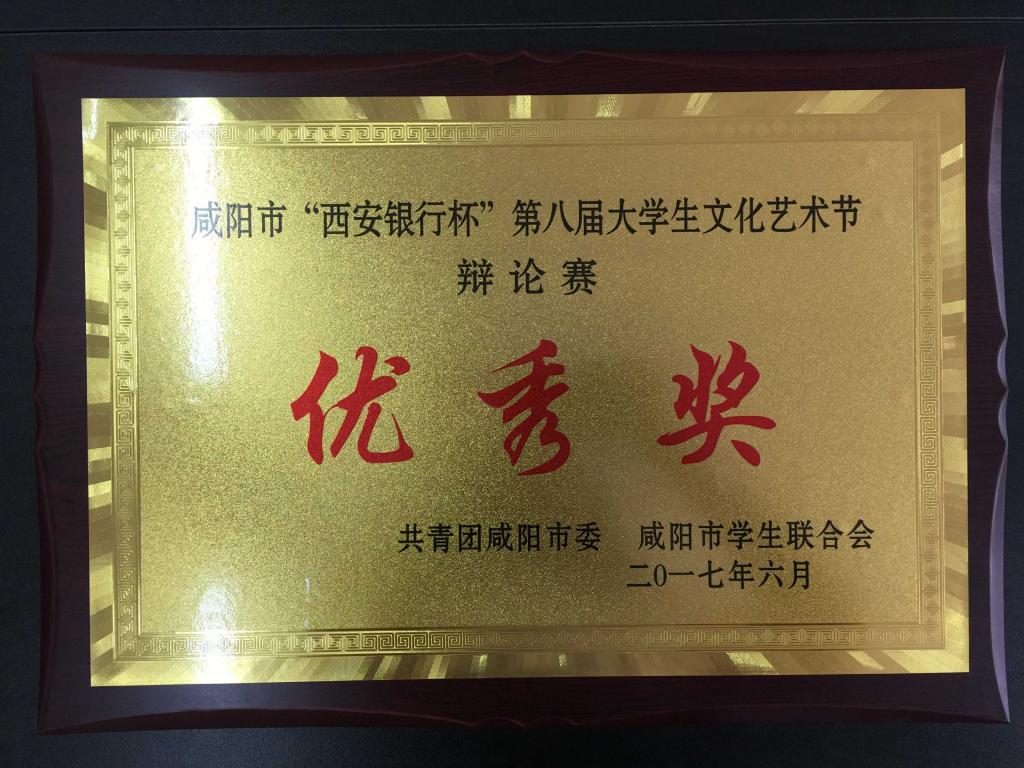 咸阳市“西安银行杯”第八届大学生文化艺术节
辩论赛
优秀奖
共青团咸阳市委 咸阳市学生联合会
二0一七年六月